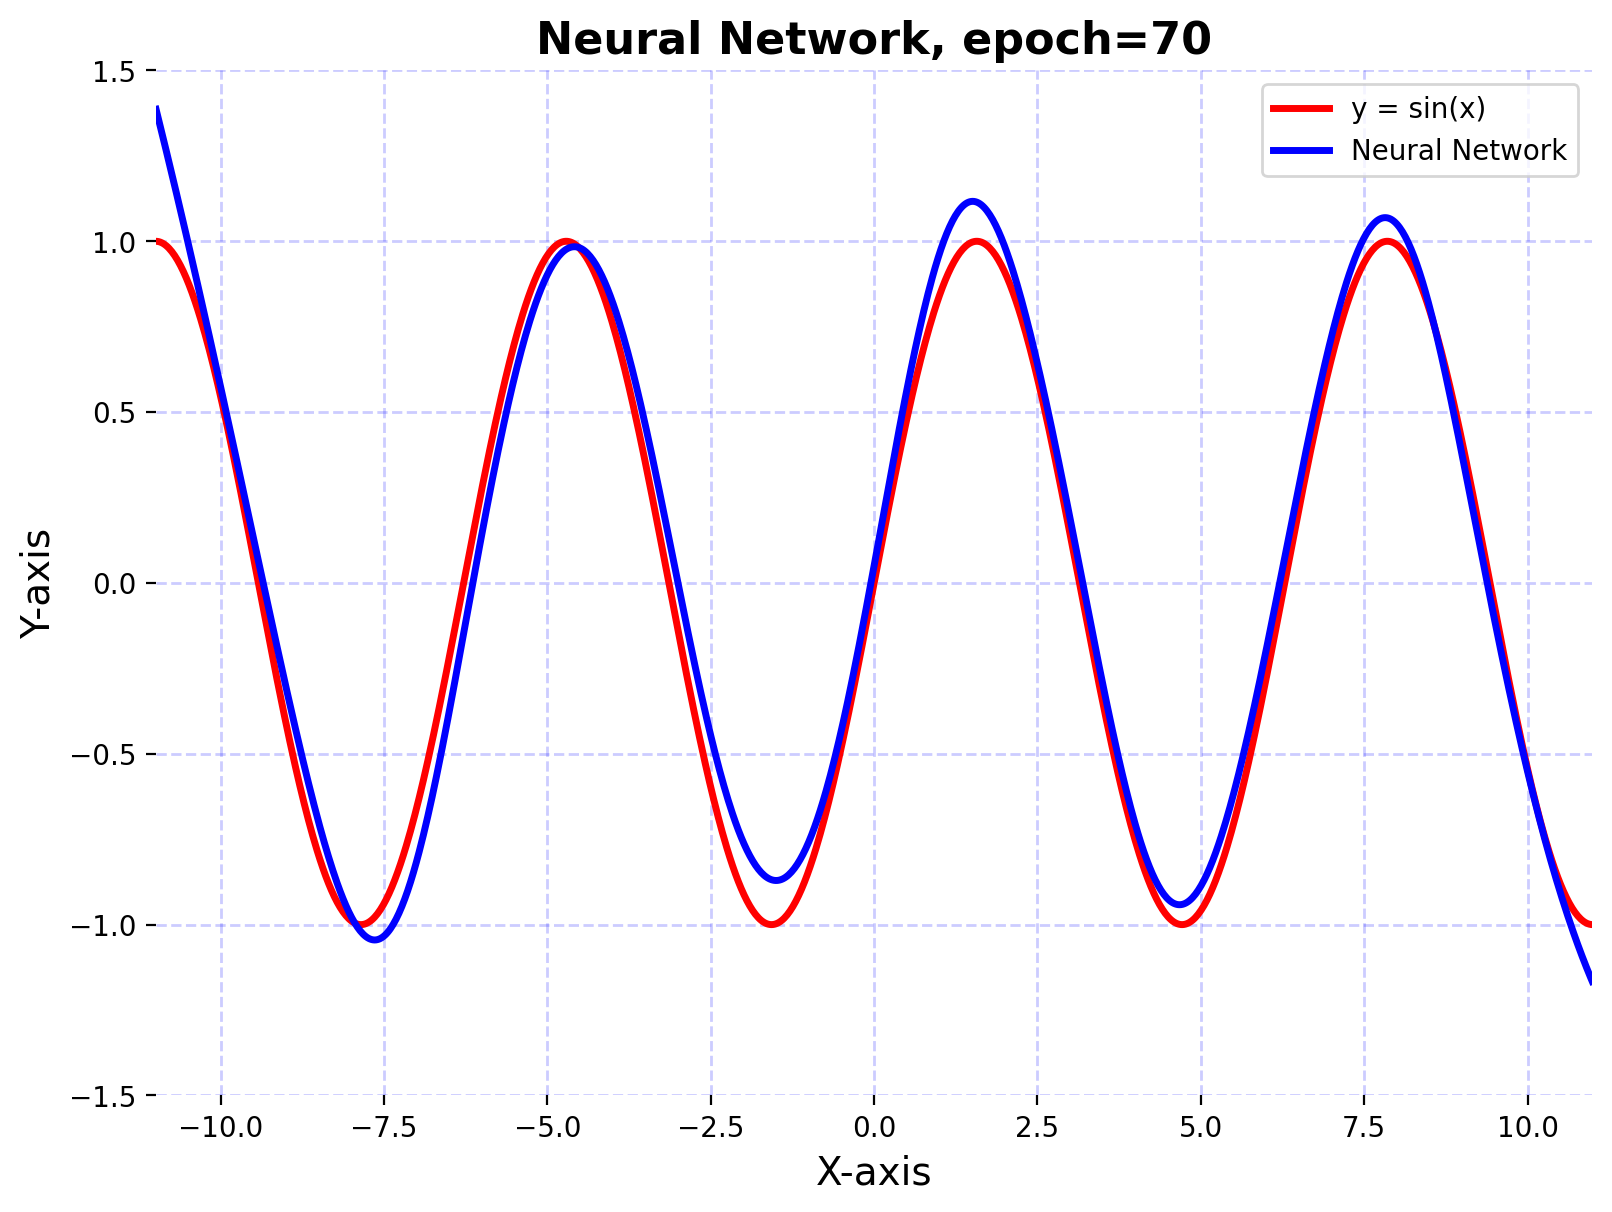 Neural Network, epoch=70
y = sin(x)
Neural Network
1.5
1.0
0.5
0.0
−0.5
−1.0
−1.5
Y-axis
−10.0 −7.5 −5.0 −2.5 0.0 2.5 5.0 7.5 10.0
X-axis